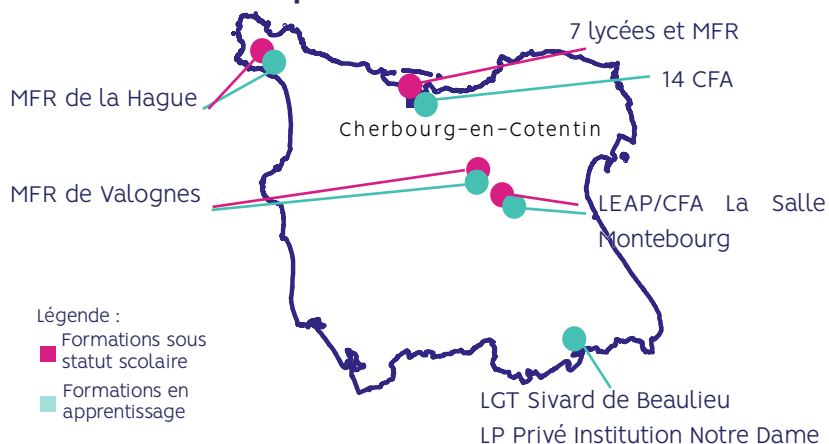 7 lycées et MFR
14 CFA
MFR de la Hague
Cherbourg-en-Cotentin
MFR de Valognes
LEAP/CFA La Salle
Montebourg
Légende :
Formations sous
statut scolaire
Formations en
apprentissage
LGT Sivard de Beaulieu
LP Privé Institution Notre Dame